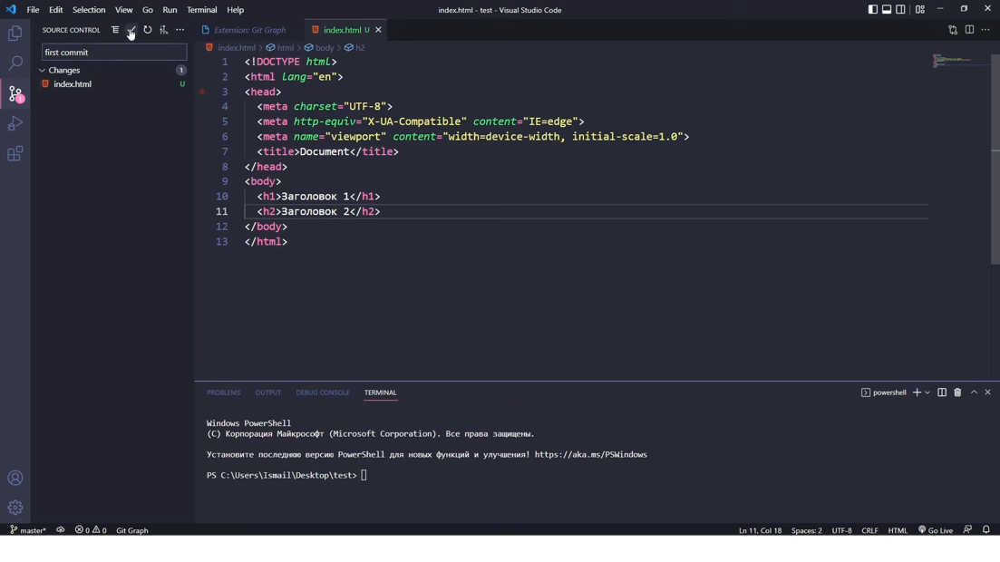 File Edit Selection View Go Run Terminal Help
index.html - test - Visual Studio Code
SOURCE CONTROL
first commit
Changes 1
index.html U
1
Extension: Git Graph
index.html U
index.html > html > body > h2
1 <!DOCTYPE html>
2 <html lang="en">
3 <head>
4 <meta charset="UTF-8">
5 <meta http-equiv="X-UA-Compatible" content="IE=edge">
6 <meta name="viewport" content="width=device-width, initial-scale=1.0">
7 <title>Document</title>
8 </head>
9 <body>
10 <h1>Заголовок 1</h1>
11 <h2>Заголовок 2</h2>
12 </body>
13 </html>
PROBLEMS OUTPUT DEBUG CONSOLE TERMINAL
powershell
Windows PowerShell
(C) Корпорация Майкрософт (Microsoft Corporation). Все права защищены.
Установите последнюю версию PowerShell для новых функций и улучшения! https://aka.ms/PSWindows
PS C:\Users\Ismail\Desktop\test>
master* 0 0 Git Graph
Ln 11, Col 18 Spaces: 2 UTF-8 CRLF HTML Go Live